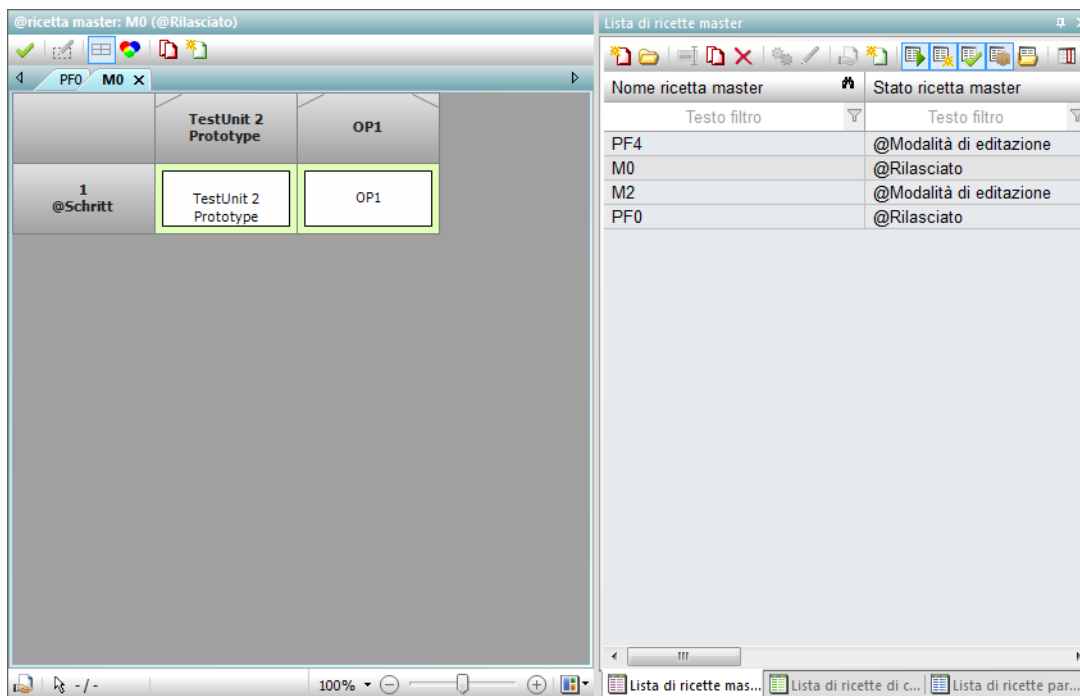 @ricetta master: M0 (@Rilasciato)
PF0 M0
TestUnit 2
Prototype
OP1
1
@Schritt
TestUnit 2
Prototype
OP1
- / -
100%
Lista di ricette master
Nome ricetta master Stato ricetta master
Testo filtro Testo filtro
PF4 @Modalità di editazione
M0 @Rilasciato
M2 @Modalità di editazione
PF0 @Rilasciato
Lista di ricette mas... Lista di ricette di c... Lista di ricette par...